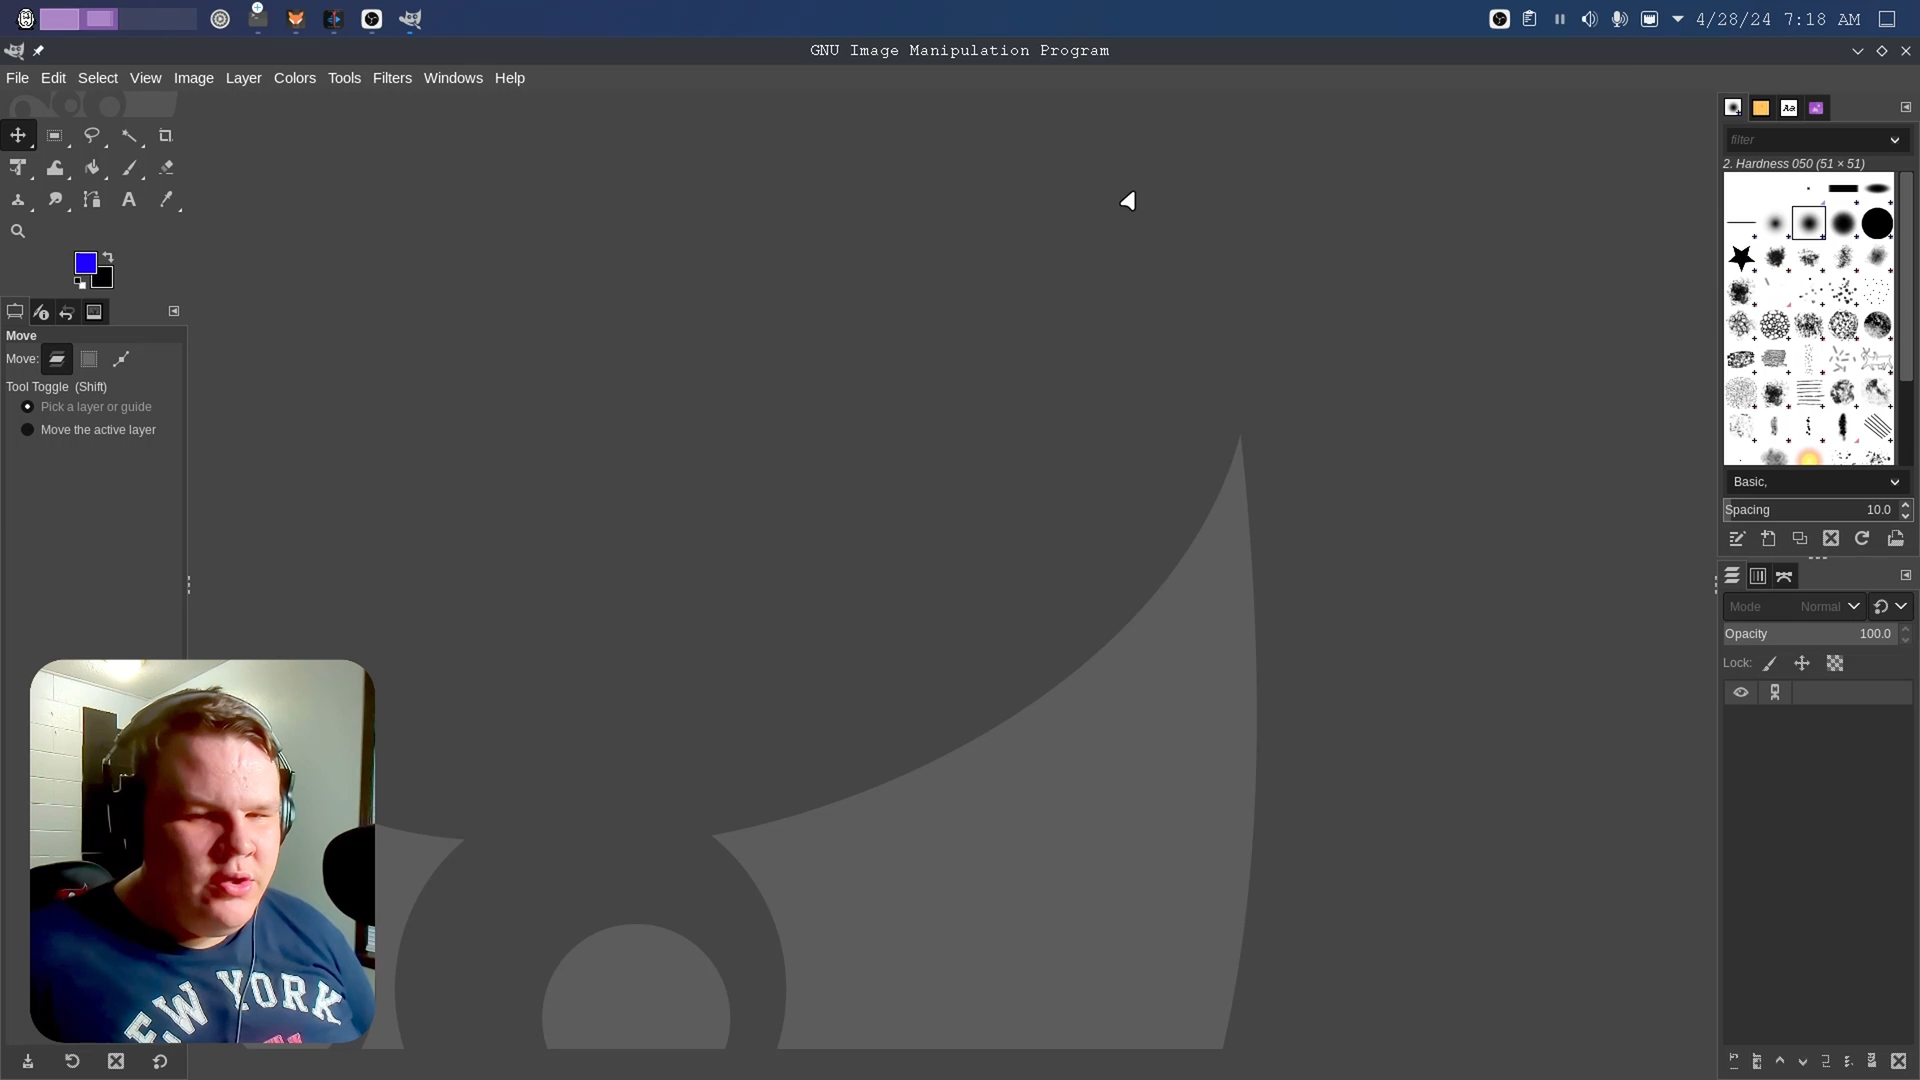 4/28/24 7:18 AM
GNU Image Manipulation Program
File Edit Select View Image Layer Colors Tools Filters Windows Help
filter
2. Hardness 050 (51 × 51)
Move
Move:
Tool Toggle (Shift)
Pick a layer or guide
Move the active layer
Basic,
Spacing 10.0
Mode Normal
Opacity 100.0
Lock:
EW YORK